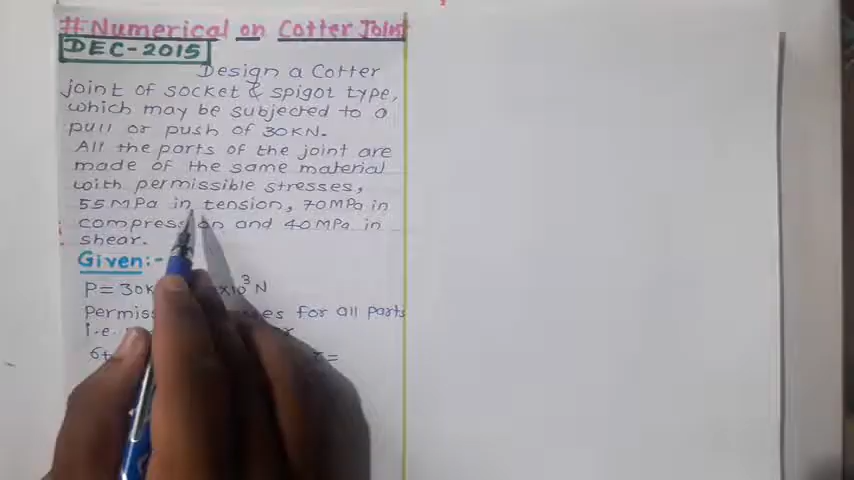 #Numerical on Cotter Joint
DEC-2015
Design a Cotter
joint of socket & spigot type,
which may be subjected to a
pull or push of 30KN.
All the parts of the joint are
made of the same material
with permissible stresses,
55MPa in tension, 70MPa in
compression and 40MPa in
shear.
Given:-
P = 30 x10³ N
for all parts
i.e.